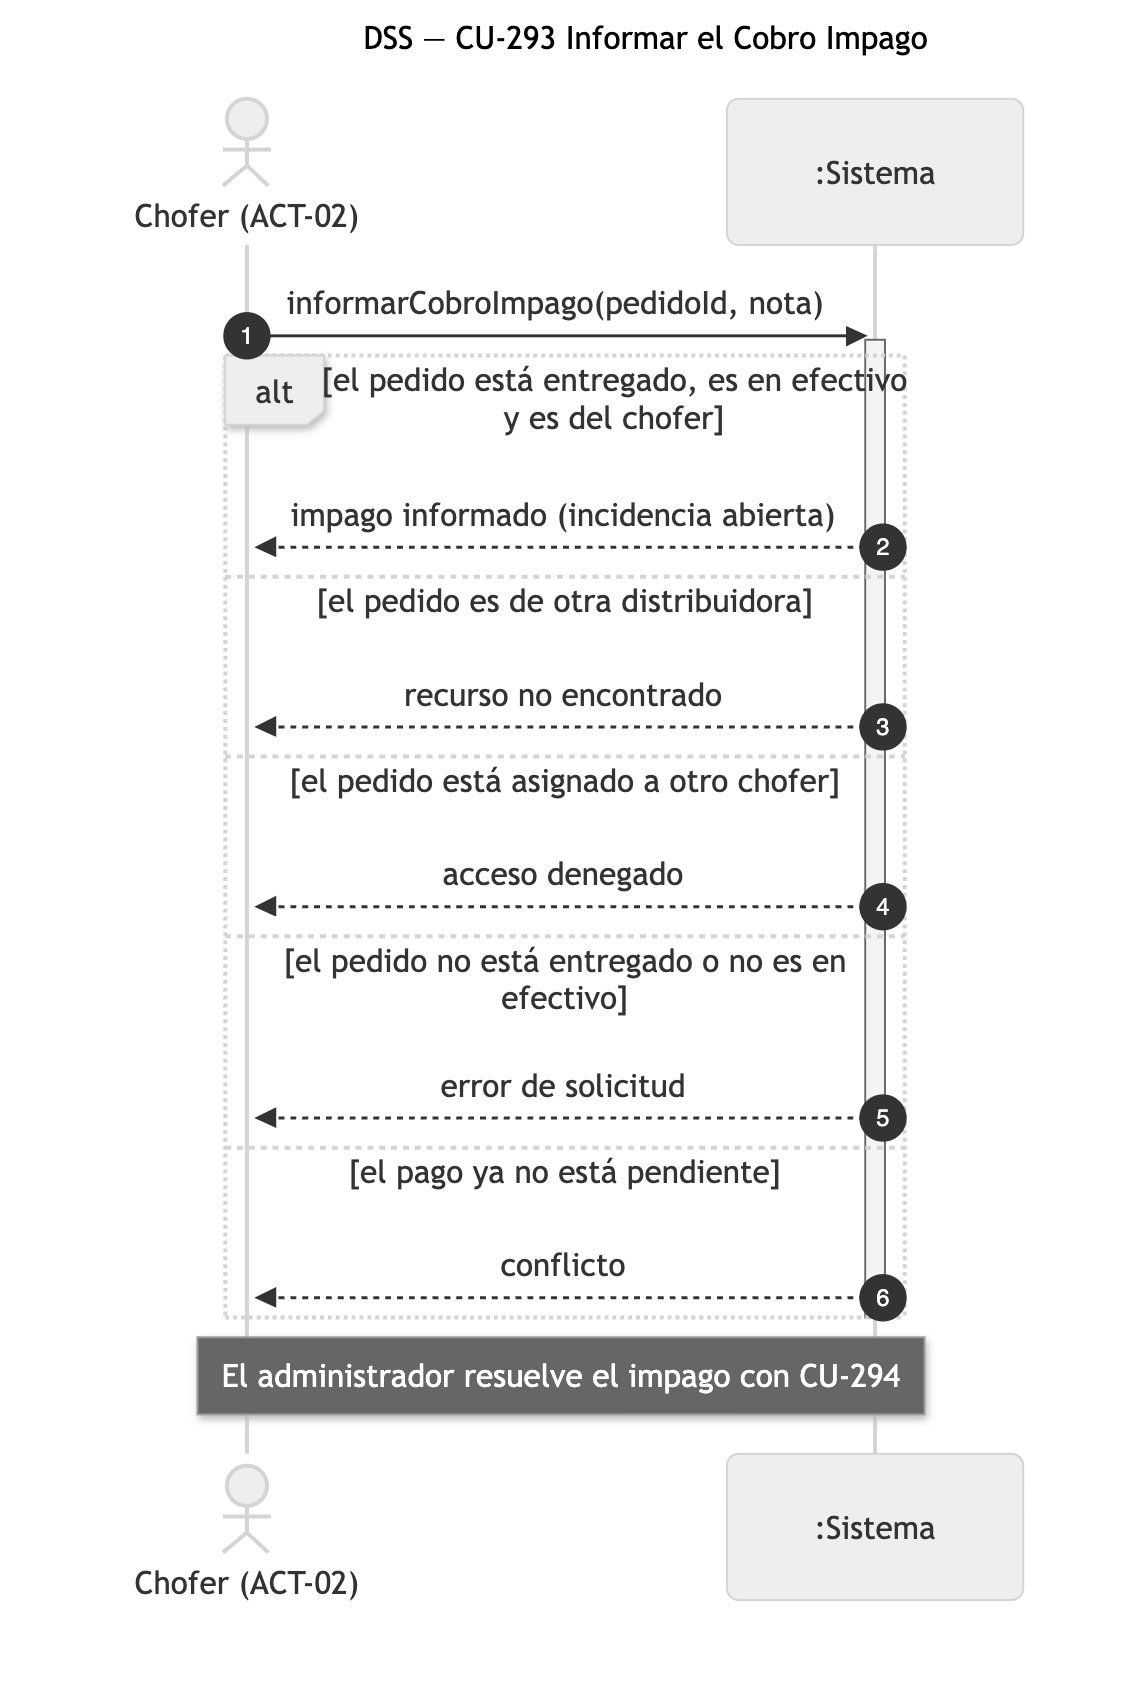 DSS — CU-293 Informar el Cobro Impago
Chofer (ACT-02)
:Sistema
informarCobroImpago(pedidoId, nota)
1
alt
[el pedido está entregado, es en efectivo
y es del chofer]
impago informado (incidencia abierta)
2
[el pedido es de otra distribuidora]
recurso no encontrado
3
[el pedido está asignado a otro chofer]
acceso denegado
4
[el pedido no está entregado o no es en
efectivo]
error de solicitud
5
[el pago ya no está pendiente]
conflicto
6
El administrador resuelve el impago con CU-294
Chofer (ACT-02)
:Sistema